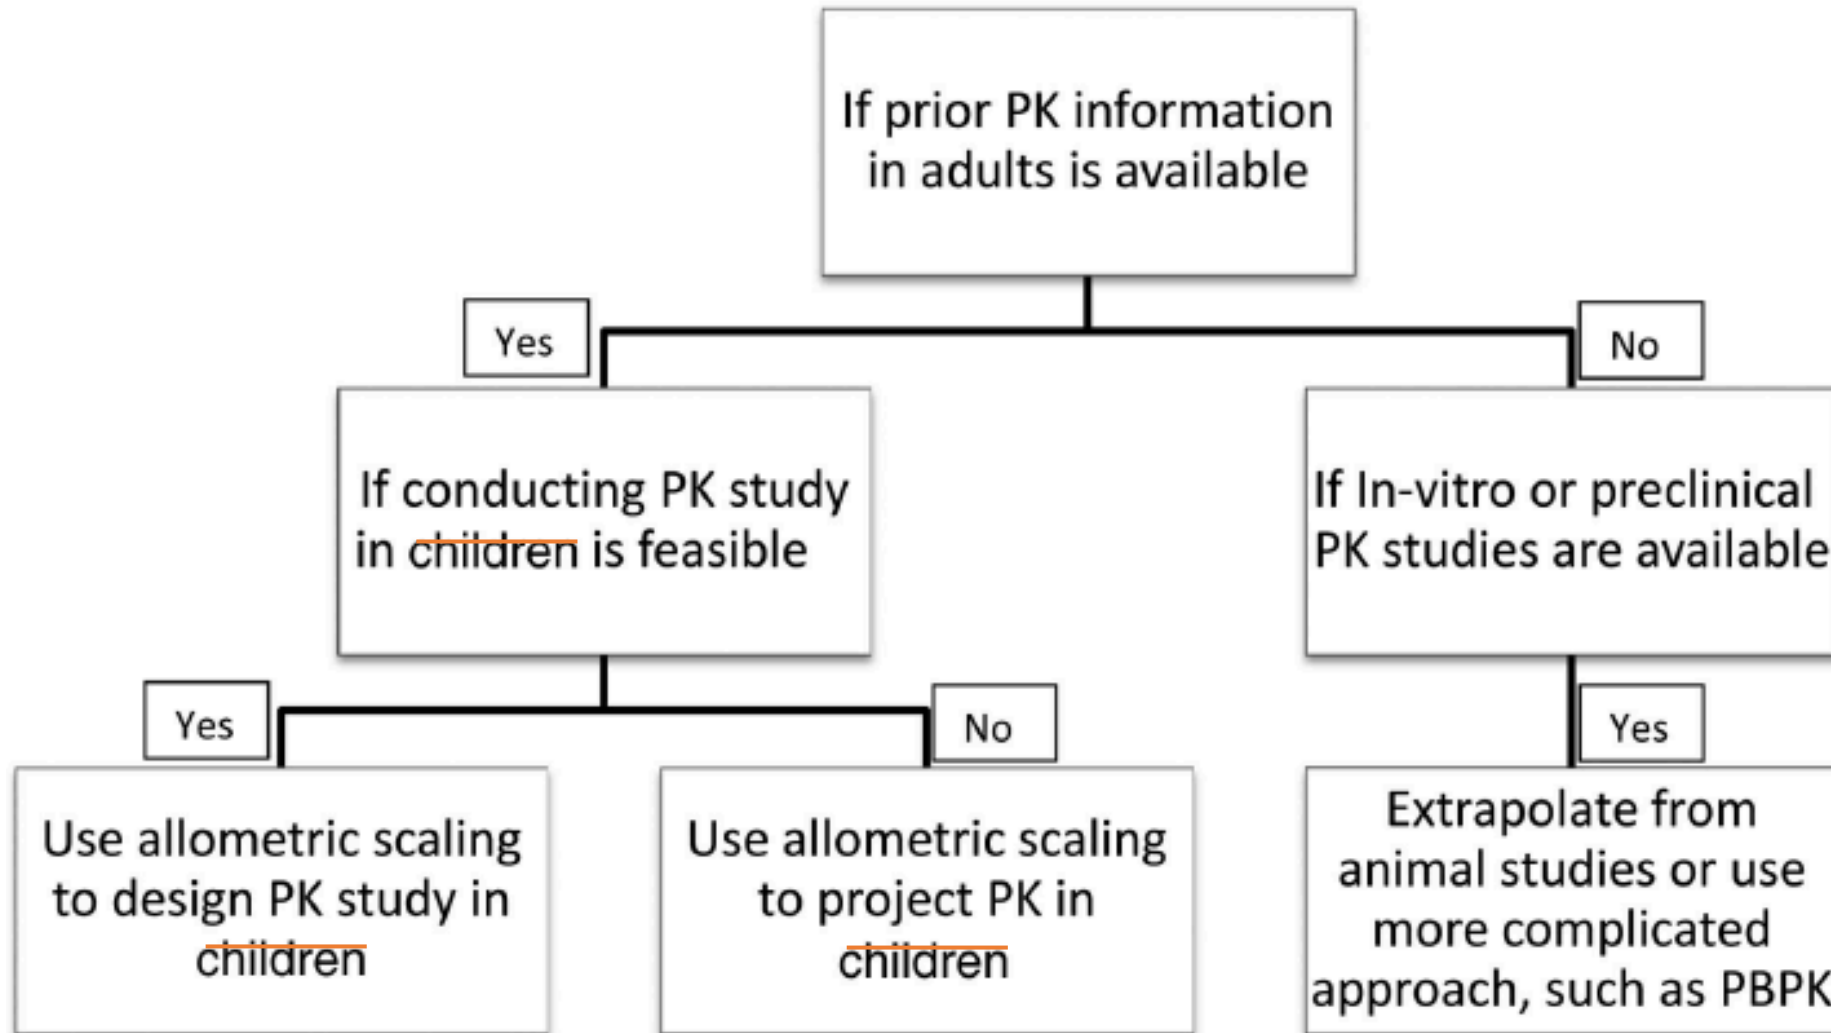 If prior PK information
in adults is available
Yes
No
If conducting PK study
in children is feasible
If In-vitro or preclinical
PK studies are available
Yes
No
Yes
Use allometric scaling
to design PK study in
children
Use allometric scaling
to project PK in
children
Extrapolate from
animal studies or use
more complicated
approach, such as PBPK